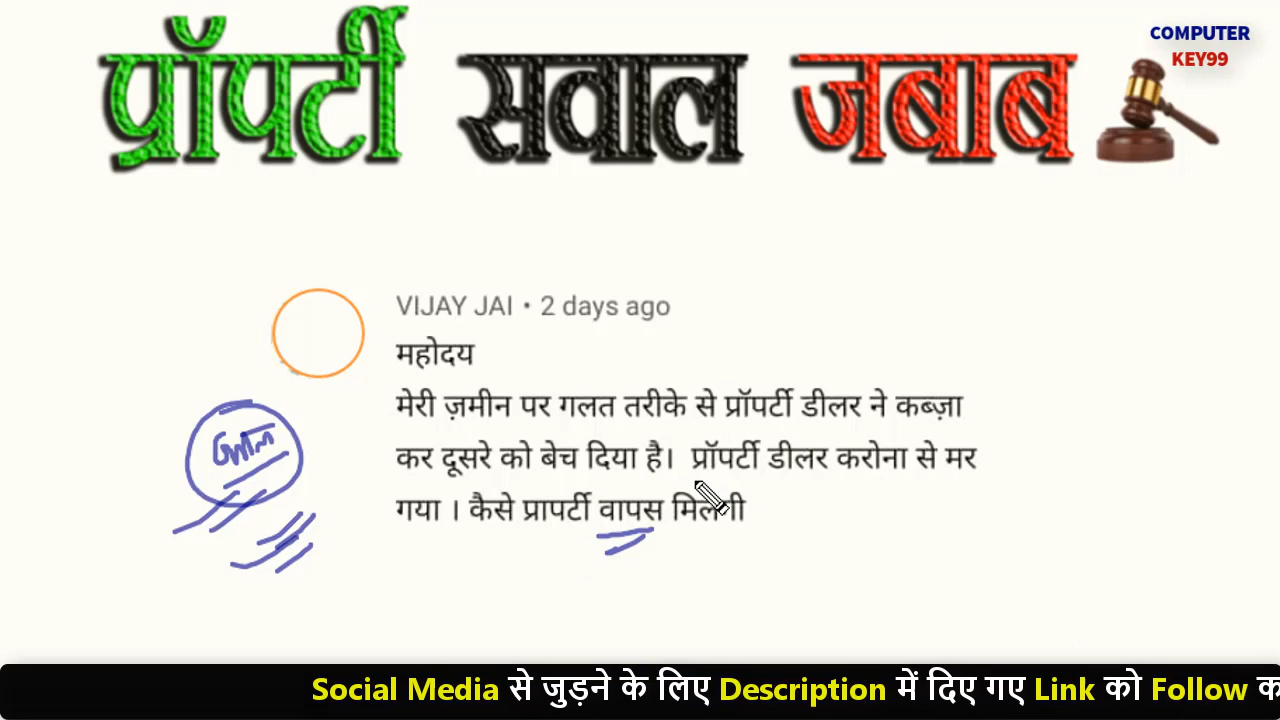 प्रॉपर्टी सवाल जबाब
COMPUTER
KEY99
VIJAY JAI • 2 days ago
महोदय
मेरी ज़मीन पर गलत तरीके से प्रॉपर्टी डीलर ने कब्ज़ा
कर दूसरे को बेच दिया है। प्रॉपर्टी डीलर करोना से मर
गया । कैसे प्रापर्टी वापस मिलगी
Social Media से जुड़ने के लिए Description में दिए गए Link को Follow क